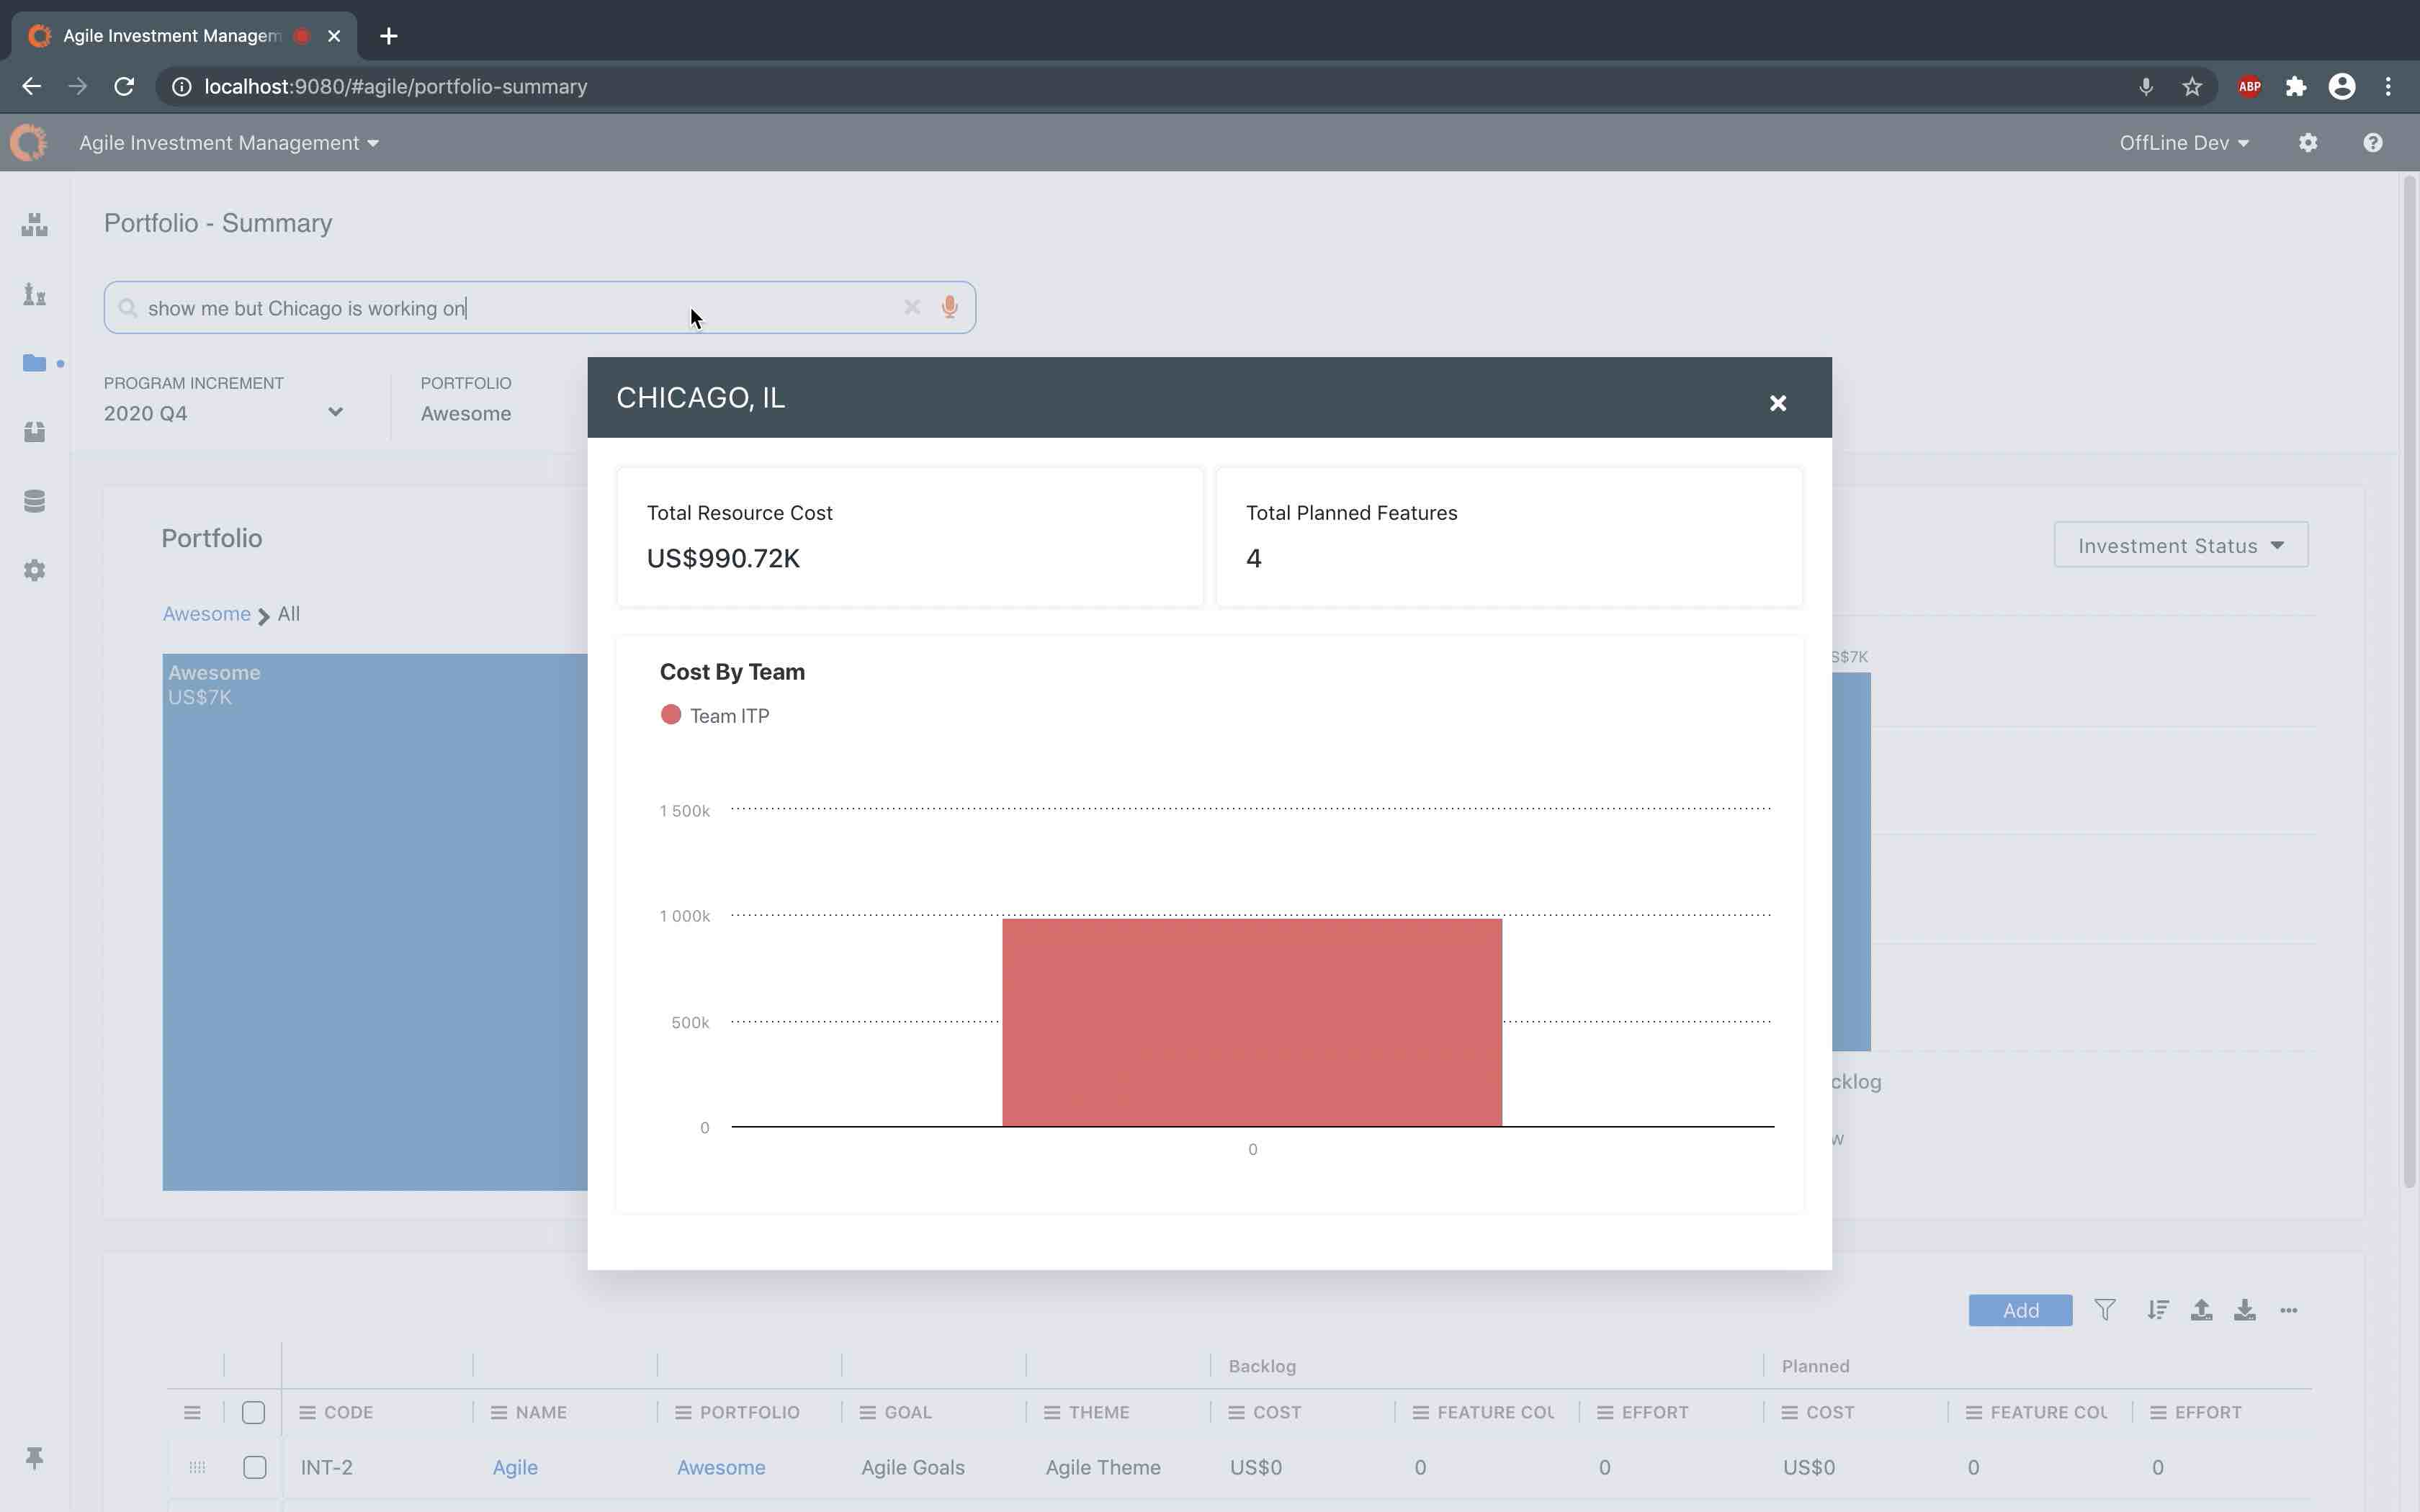 Agile Investment Managem
localhost:9080/#agile/portfolio-summary
ABP
Agile Investment Management
OffLine Dev
Portfolio - Summary
show me but Chicago is working on
PROGRAM INCREMENT
2020 Q4
PORTFOLIO
Awesome
CHICAGO, IL
Total Resource Cost
US$990.72K
Total Planned Features
4
Portfolio
Investment Status
Awesome > All
Awesome
US$7K
S$7K
Cost By Team
Team ITP
1 500k
1 000k
500k
0
0
cklog
w
Add
Backlog
Planned
CODE NAME PORTFOLIO GOAL THEME COST FEATURE COU EFFORT COST FEATURE COU EFFORT
INT-2 Agile Awesome Agile Goals Agile Theme US$0 0 0 US$0 0 0